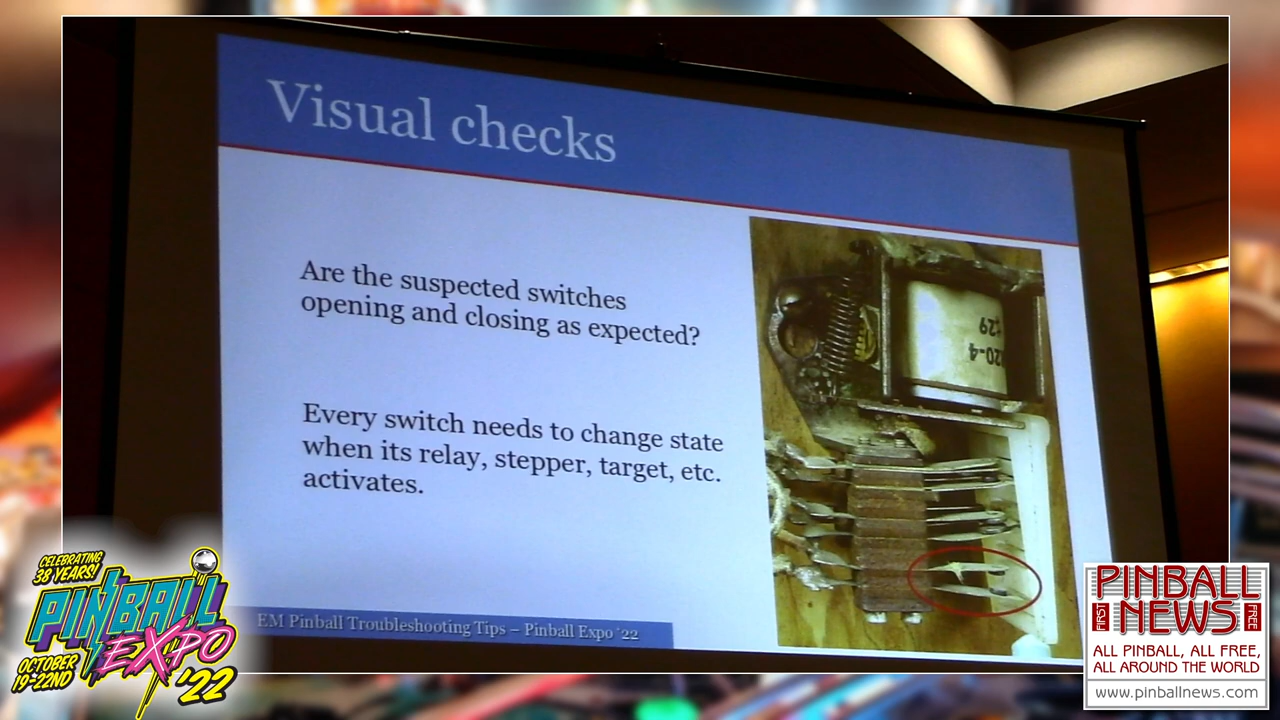 Visual checks
Are the suspected switches
opening and closing as expected?
Every switch needs to change state
when its relay, stepper, target, etc.
activates.
EM Pinball Troubleshooting Tips – Pinball Expo '22
CELEBRATING
38 YEARS!
PINBALL
EXPO
OCTOBER
19-22ND
'22
PINBALL
FIRST NEWS FREE
ALL PINBALL, ALL FREE,
ALL AROUND THE WORLD
www.pinballnews.com